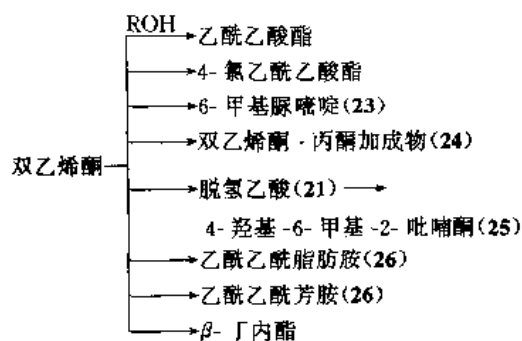 ROH
乙酰乙酸酯
4-氯乙酰乙酸酯
6-甲基脲嘧啶(23)
双乙烯酮·丙酮加成物(24)
双乙烯酮
脱氢乙酸(21)
4-羟基-6-甲基-2-吡喃酮(25)
乙酰乙酰脂肪胺(26)
乙酰乙酰芳胺(26)
β-丁内酯